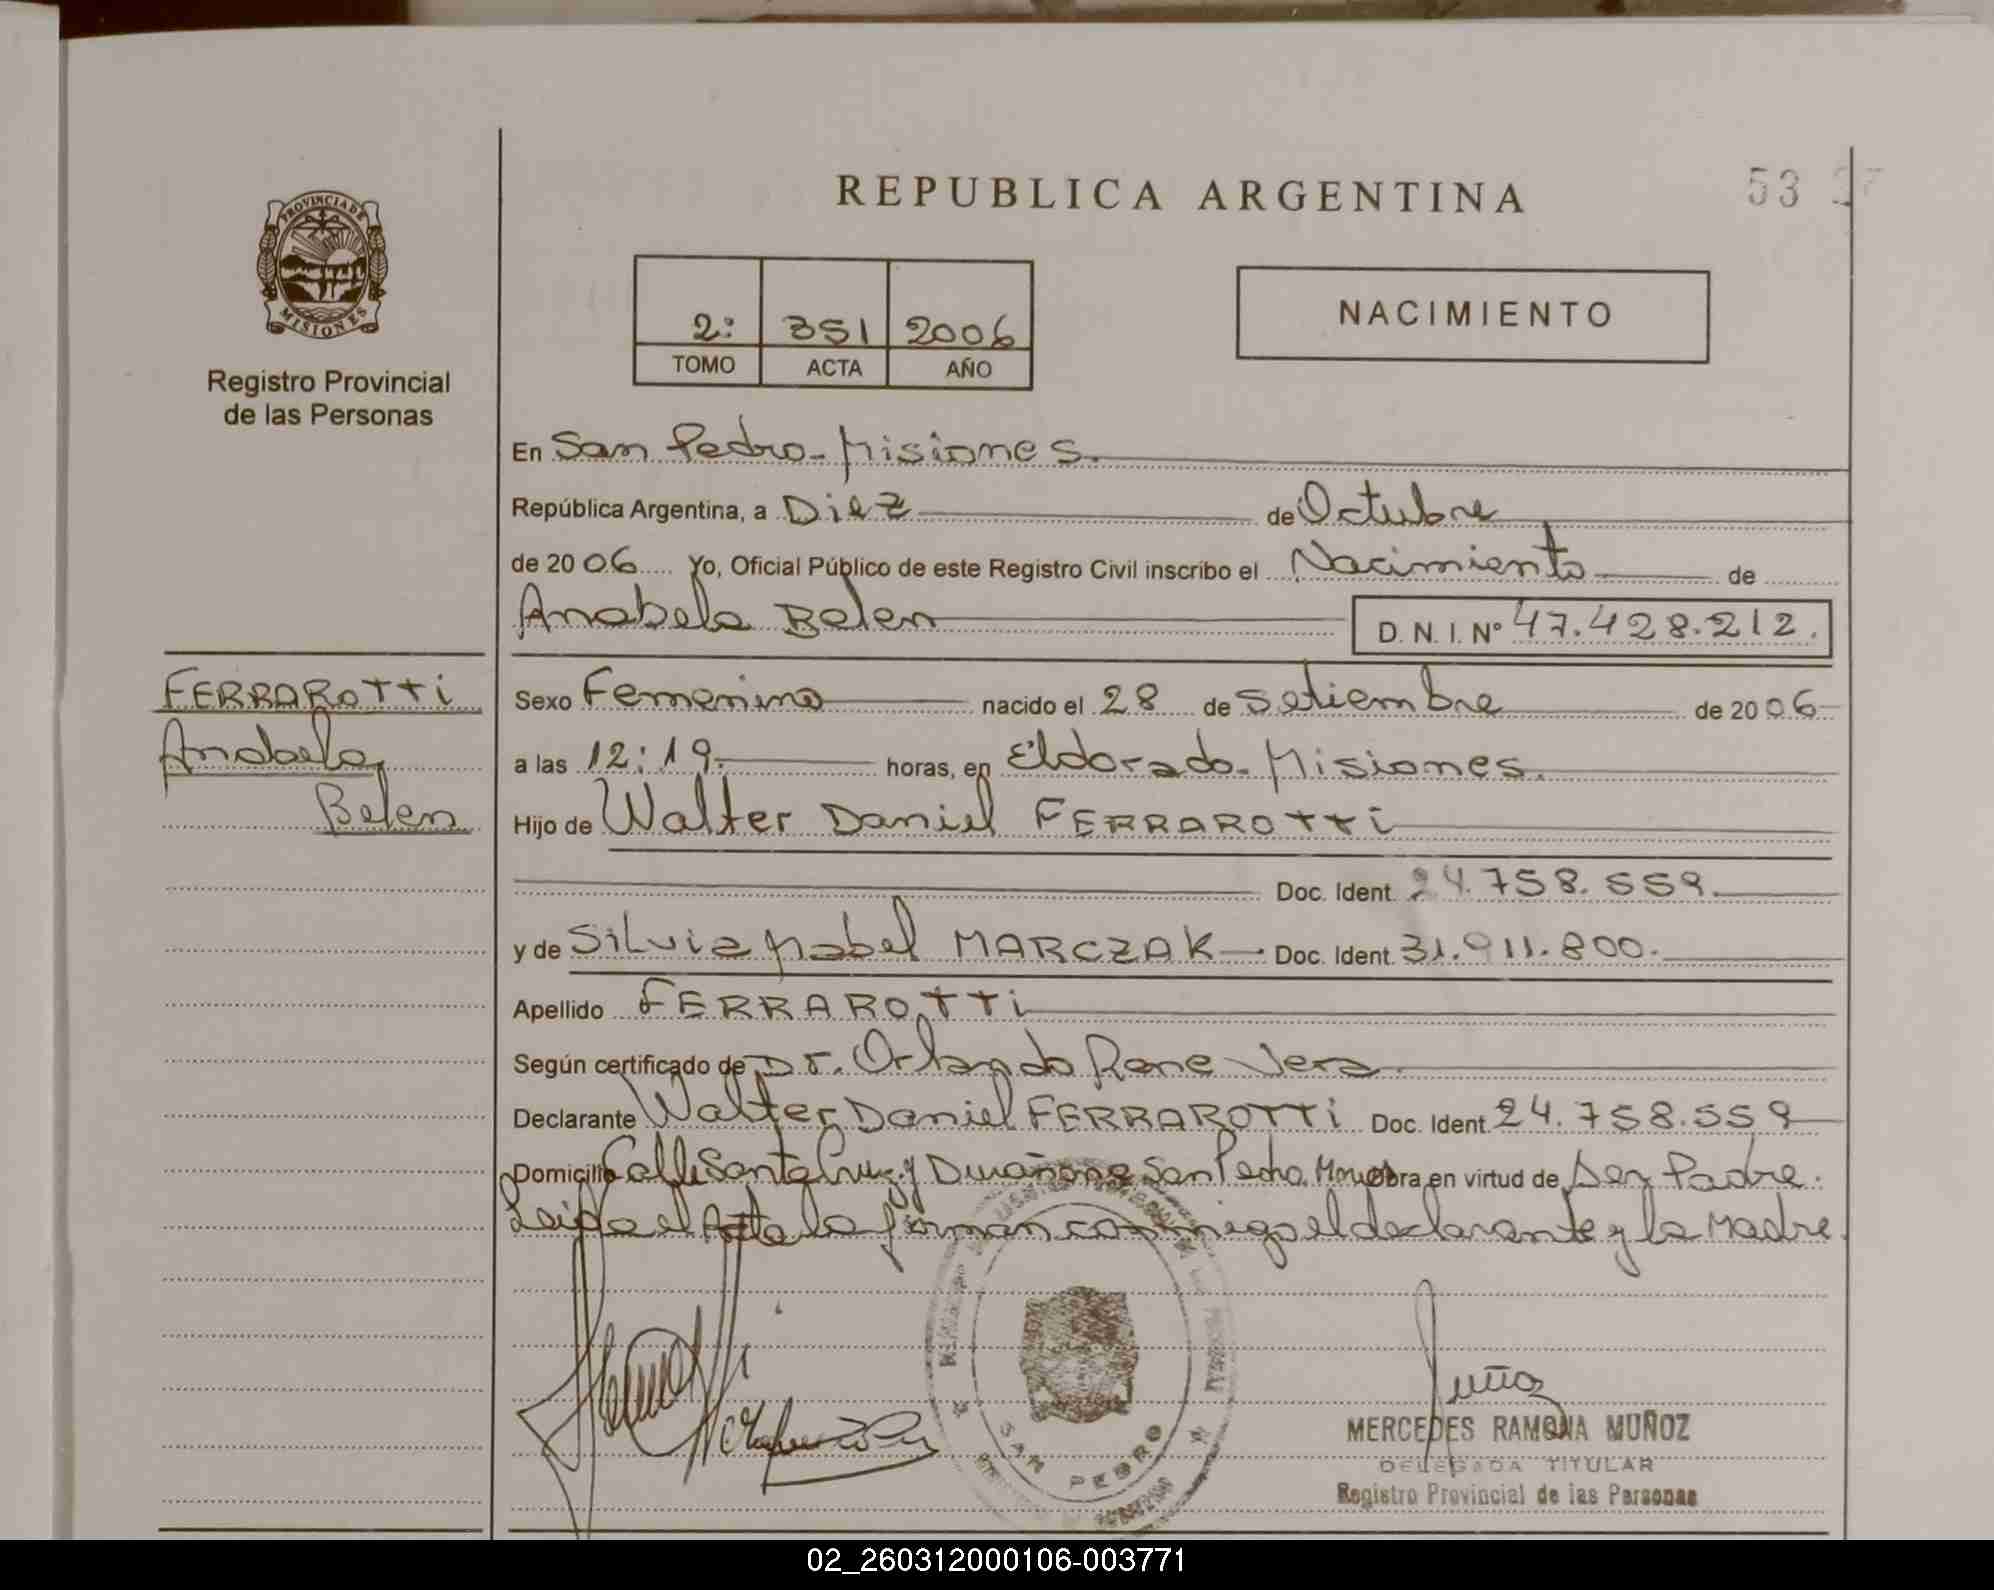 REPUBLICA ARGENTINA
53
PROVINCIA DE
MISIONES
Registro Provincial
de las Personas
2: 351 2006
TOMO ACTA AÑO
NACIMIENTO
En San Pedro - Misiones.
República Argentina, a Diez de Octubre
de 2006 Yo, Oficial Público de este Registro Civil inscribo el Nacimiento de
Anabela Belen D. N. I. Nº 47.428.212.
FERRAROTTi
Anabela
Belen
Sexo Femenino nacido el 28 de Setiembre de 2006
a las 12:19 horas, en Eldorado - Misiones.
Hijo de Walter Daniel FERRAROTTi
Doc. Ident. 24.758.559.
y de Silvia Mabel MARCZAK - Doc. Ident. 31.911.800.
Apellido FERRAROTTi
Según certificado de Dr. Orlando Rene Vera
Declarante Walter Daniel FERRAROTTi Doc. Ident. 24.758.559
Domicilio Calle Santa Cruz y San Pedro obra en virtud de Ser Padre.
Leida el Acta la firman conmigo el declarante y la Madre.
SAN PEDRO
MERCEDES RAMONA MUÑOZ
DELEGADA TITULAR
Registro Provincial de las Personas
02_260312000106-003771